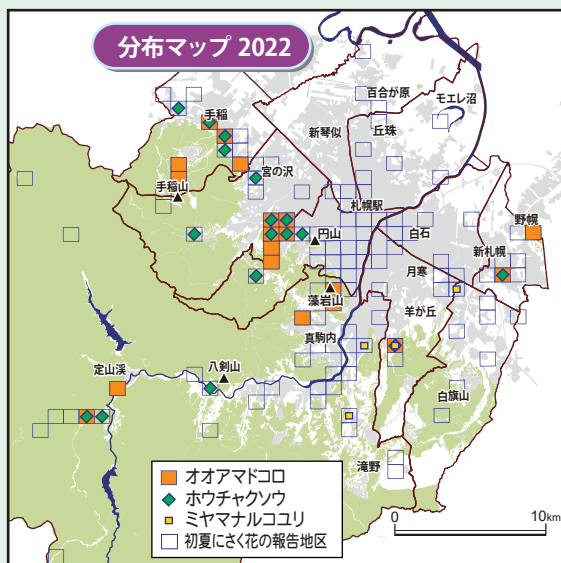 分布マップ 2022
百合が原
モエレ沼
手稲
新琴似
丘珠
宮の沢
手稲山
札幌駅
野幌
円山
白石
新札幌
月寒
藻岩山
羊が丘
真駒内
定山渓
八剣山
白旗山
滝野
オオアマドコロ
ホウチャクソウ
ミヤマナルコユリ
初夏にさく花の報告地区
0 10km